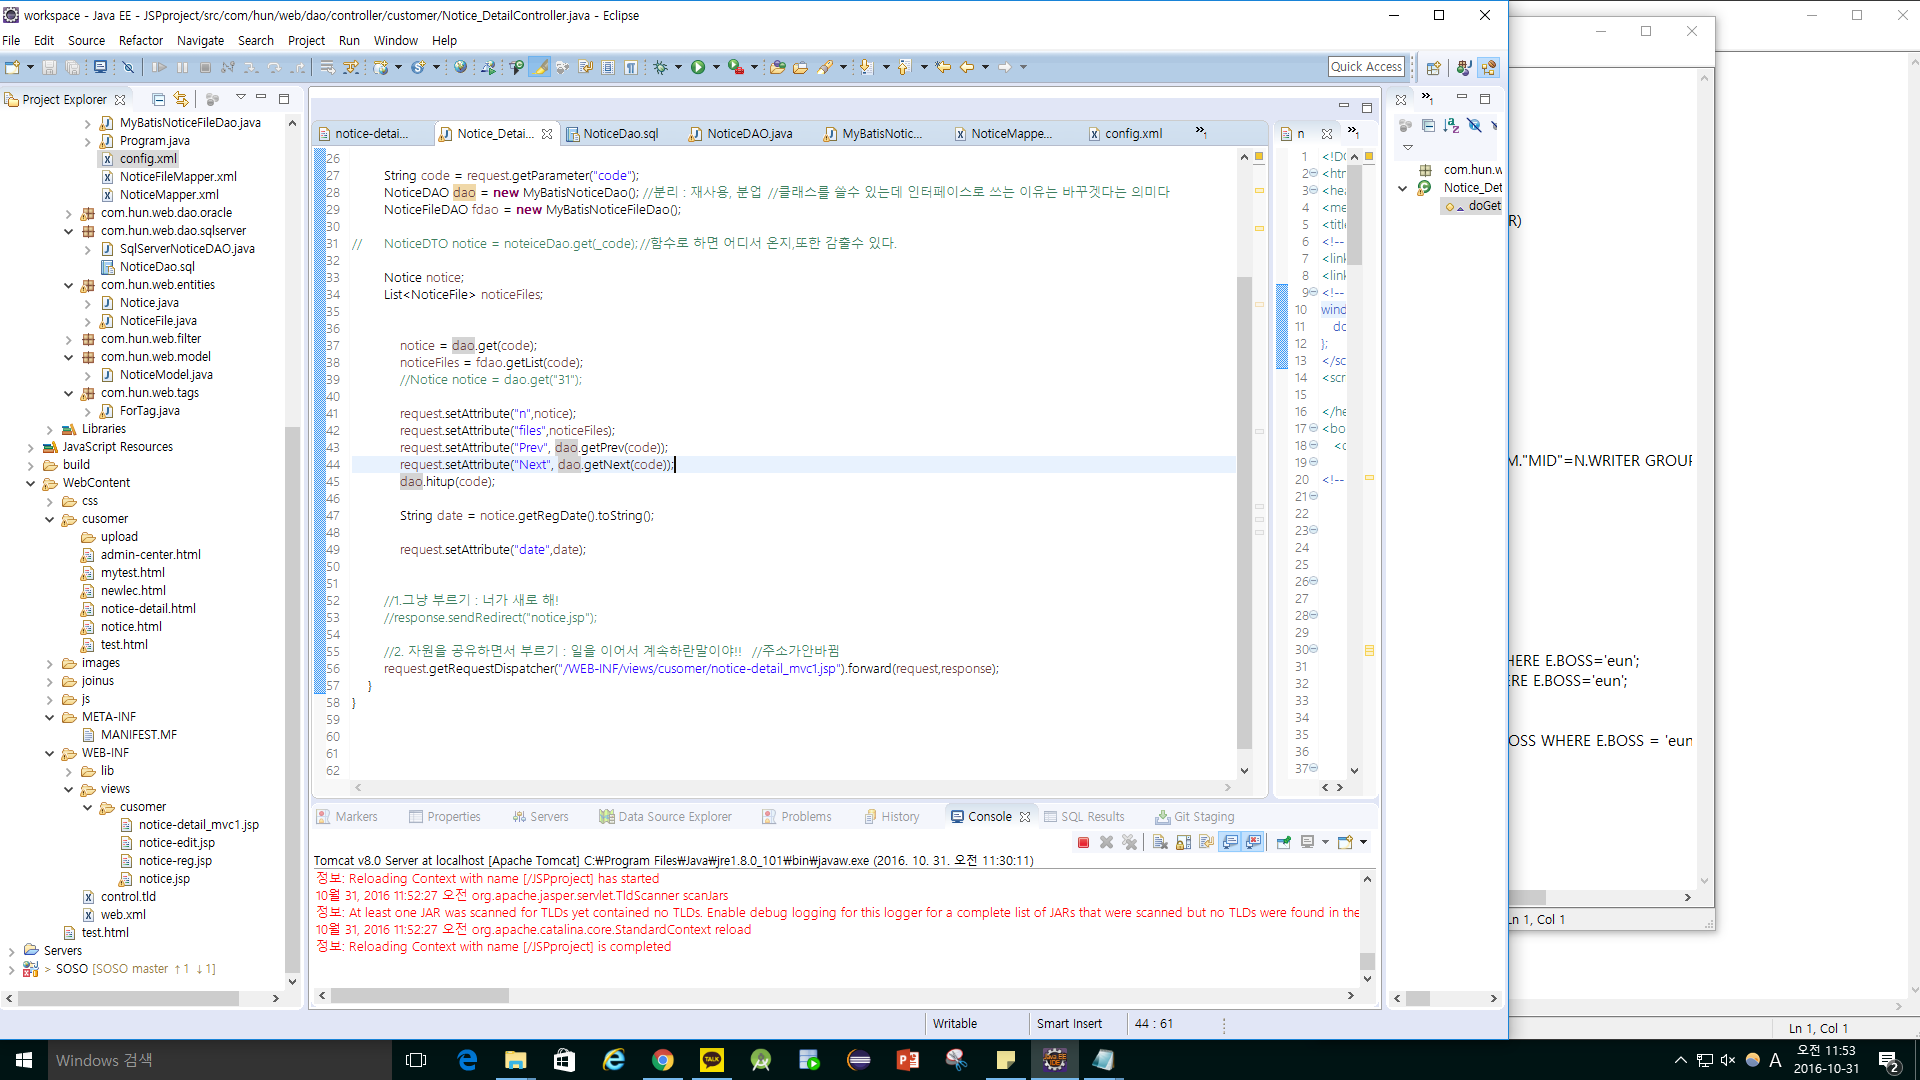 workspace - Java EE - JSPproject/src/com/hun/web/dao/controller/customer/Notice_DetailController.java - Eclipse
File Edit Source Refactor Navigate Search Project Run Window Help
Quick Access
Project Explorer
MyBatisNoticeFileDao.java
Program.java
config.xml
NoticeFileMapper.xml
NoticeMapper.xml
com.hun.web.dao.oracle
com.hun.web.dao.sqlserver
SqlServerNoticeDAO.java
NoticeDao.sql
com.hun.web.entities
Notice.java
NoticeFile.java
com.hun.web.filter
com.hun.web.model
NoticeModel.java
com.hun.web.tags
ForTag.java
Libraries
JavaScript Resources
build
WebContent
css
cusomer
upload
admin-center.html
mytest.html
newlec.html
notice-detail.html
notice.html
test.html
images
joinus
js
META-INF
MANIFEST.MF
WEB-INF
lib
views
cusomer
notice-detail_mvc1.jsp
notice-edit.jsp
notice-reg.jsp
notice.jsp
control.tld
web.xml
test.html
Servers
> SOSO [SOSO master ↑1 ↓1]
notice-detai... Notice_Detai... NoticeDao.sql NoticeDAO.java MyBatisNotic... NoticeMappe... config.xml »1
26
27 String code = request.getParameter("code");
28 NoticeDAO dao = new MyBatisNoticeDao(); //분리 : 재사용, 분업 //클래스를 쓸수 있는데 인터페이스로 쓰는 이유는 바꾸겟다는 의미다
29 NoticeFileDAO fdao = new MyBatisNoticeFileDao();
30
31 // NoticeDTO notice = noteiceDao.get(_code);//함수로 하면 어디서 온지,또한 감출수 있다.
32
33 Notice notice;
34 List<NoticeFile> noticeFiles;
35
36
37 notice = dao.get(code);
38 noticeFiles = fdao.getList(code);
39 //Notice notice = dao.get("31");
40
41 request.setAttribute("n",notice);
42 request.setAttribute("files",noticeFiles);
43 request.setAttribute("Prev", dao.getPrev(code));
44 request.setAttribute("Next", dao.getNext(code));
45 dao.hitup(code);
46
47 String date = notice.getRegDate().toString();
48
49 request.setAttribute("date",date);
50
51
52 //1.그냥 부르기 : 너가 새로 해!
53 //response.sendRedirect("notice.jsp");
54
55 //2. 자원을 공유하면서 부르기 : 일을 이어서 계속하란말이야!! //주소가안바뀜
56 request.getRequestDispatcher("/WEB-INF/views/cusomer/notice-detail_mvc1.jsp").forward(request,response);
57 }
58 }
59
60
61
62
n »1
1 <!DO
2 <htn
3 <hea
4 <me
5 <title
6 <!--
7 <link
8 <link
9 <!--
10 wind
11 do
12 };
13 </sc
14 <scr
15
16 </he
17 <bo
18 <c
19
20 <!--
21
22
23
24
25
26
27
28
29
30
31
32
33
34
35
36
37
»1
com.hun.w
Notice_Det
doGet
Markers Properties Servers Data Source Explorer Problems History Console SQL Results Git Staging
Tomcat v8.0 Server at localhost [Apache Tomcat] C:₩Program Files₩Java₩jre1.8.0_101₩bin₩javaw.exe (2016. 10. 31. 오전 11:30:11)
정보: Reloading Context with name [/JSPproject] has started
10월 31, 2016 11:52:27 오전 org.apache.jasper.servlet.TldScanner scanJars
정보: At least one JAR was scanned for TLDs yet contained no TLDs. Enable debug logging for this logger for a complete list of JARs that were scanned but no TLDs were found in the
10월 31, 2016 11:52:27 오전 org.apache.catalina.core.StandardContext reload
정보: Reloading Context with name [/JSPproject] is completed
Writable Smart Insert 44 : 61
R)
M."MID"=N.WRITER GROUP
HERE E.BOSS='eun';
RE E.BOSS='eun';
OSS WHERE E.BOSS = 'eun
Ln 1, Col 1
Ln 1, Col 1
Windows 검색
TALK
A
오전 11:53
2016-10-31
2